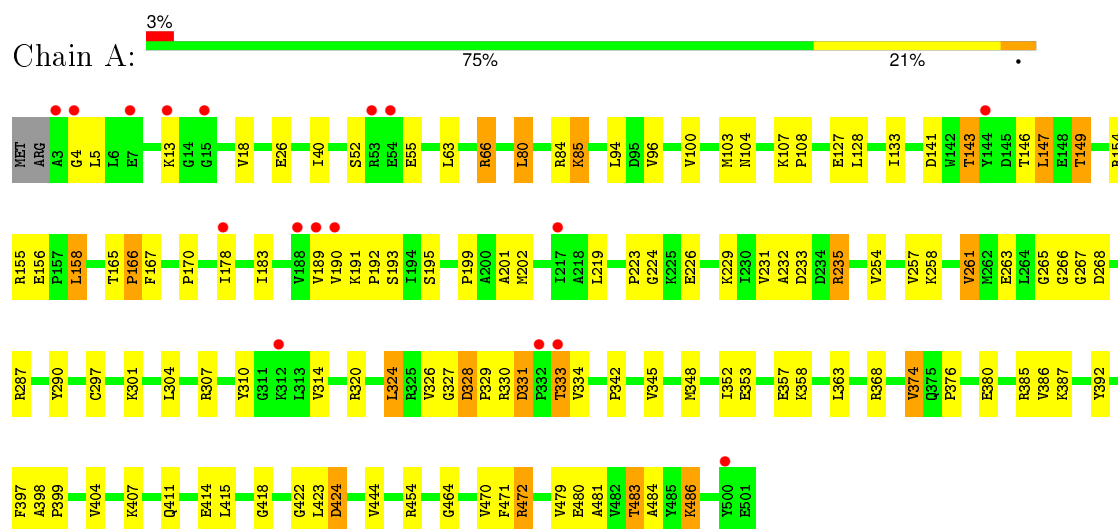 3%
Chain A:
75% 21% •
MET ARG A3 G4 L5 L6 E7 K13 G14 G15 V18 E26 I40 S52 R53 E54 E55 L63 R66 L80 R84 K85 L94 D95 V96 V100 M103 N104 K107 P108 E127 L128 I133 D141 W142 T143 Y144 D145 T146 L147 E148 T149 R154
R155 E156 P157 L158 T165 P166 F167 P170 I178 I183 V188 V189 V190 K191 P192 S193 I194 S195 P199 A200 A201 M202 I217 A218 L219 P223 G224 K225 E226 K229 I230 V231 A232 D233 D234 R235 V254 V257 K258 V261 M262 E263 L264 G265 G266 G267 D268
R287 Y290 C297 K301 L304 R307 Y310 G311 K312 L313 V314 R320 L324 R325 V326 G327 D328 P329 R330 D331 P332 T333 V334 P342 V345 M348 I352 E353 E357 K358 L363 R368 V374 Q375 P376 E380 R385 V386 K387 Y392
F397 A398 P399 V404 K407 Q411 E414 L415 G418 G422 L423 D424 V444 R454 G464 V470 F471 R472 V479 E480 A481 V482 T483 A484 Y485 K486 Y500 E501